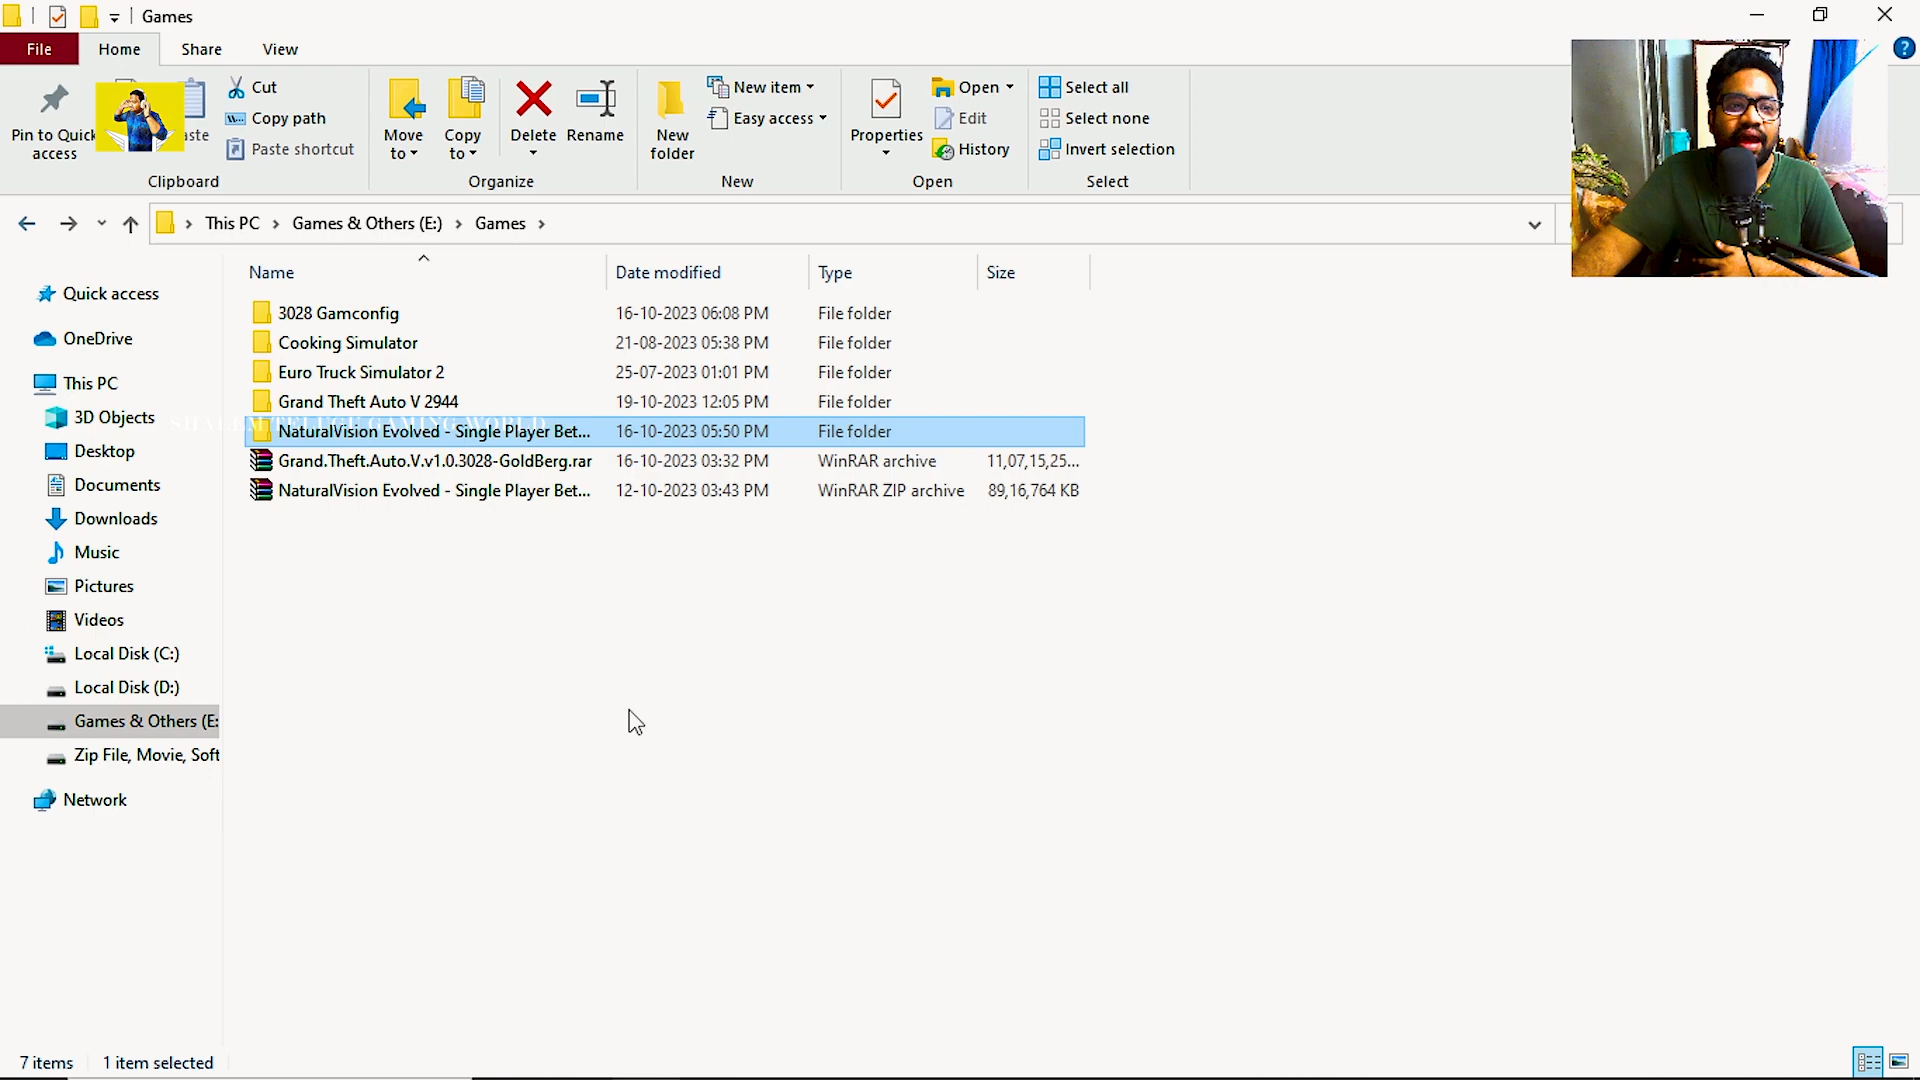 Games
File
Home
Share
View
Pin to Quick
access
aste
Cut
Copy path
Paste shortcut
Clipboard
Move
to
Copy
to
Delete
Rename
Organize
New
folder
New item
Easy access
New
Properties
Open
Edit
History
Open
Select all
Select none
Invert selection
Select
This PC
Games & Others (E:)
Games
Name
Date modified
Type
Size
3028 Gamconfig 16-10-2023 06:08 PM File folder
Cooking Simulator 21-08-2023 05:38 PM File folder
Euro Truck Simulator 2 25-07-2023 01:01 PM File folder
Grand Theft Auto V 2944 19-10-2023 12:05 PM File folder
SHALEM TELUGU GAMING WORLD
NaturalVision Evolved - Single Player Bet... 16-10-2023 05:50 PM File folder
Grand.Theft.Auto.V.v1.0.3028-GoldBerg.rar 16-10-2023 03:32 PM WinRAR archive 11,07,15,25...
NaturalVision Evolved - Single Player Bet... 12-10-2023 03:43 PM WinRAR ZIP archive 89,16,764 KB
Quick access
OneDrive
This PC
3D Objects
Desktop
Documents
Downloads
Music
Pictures
Videos
Local Disk (C:)
Local Disk (D:)
Games & Others (E:
Zip File, Movie, Soft
Network
7 items
1 item selected